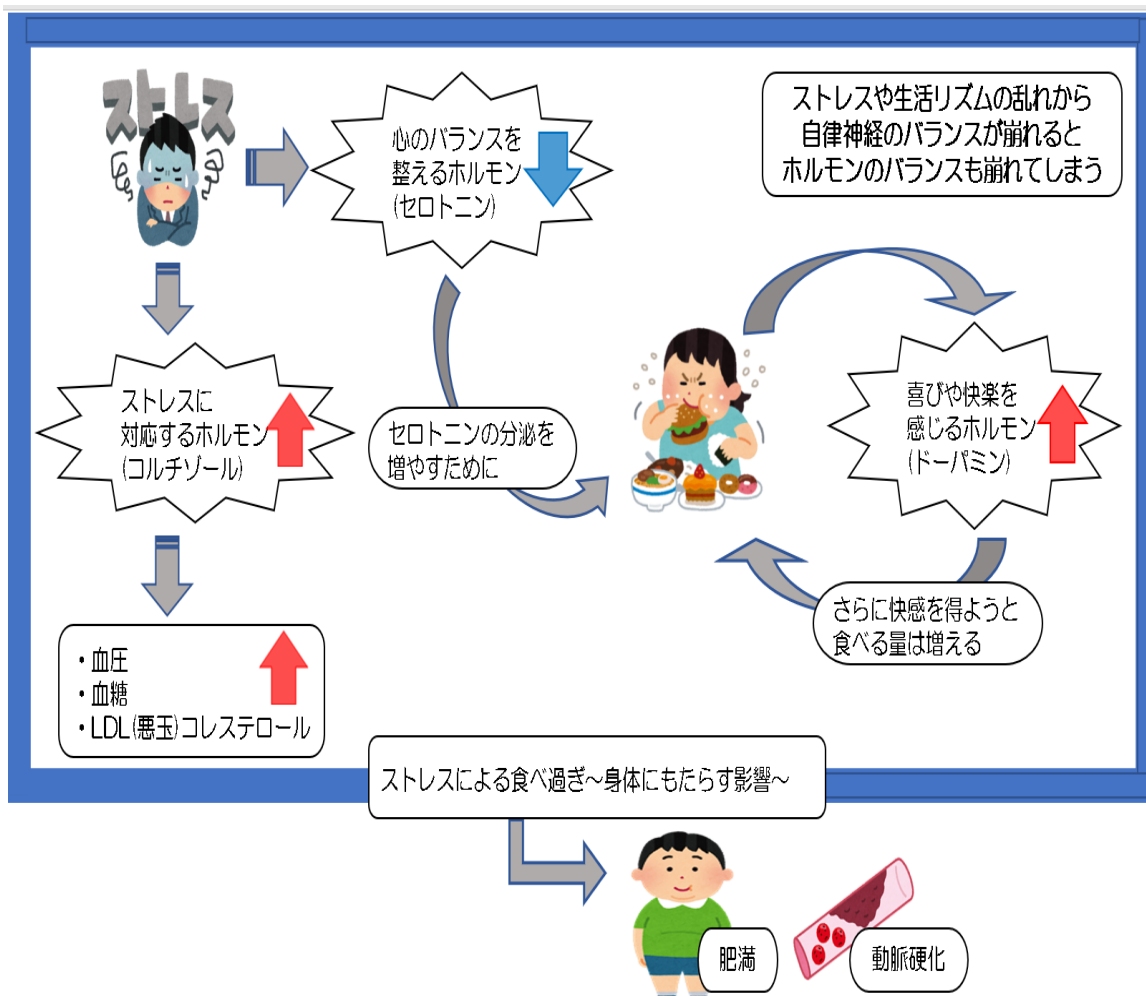 ストレス
心のバランスを
整えるホルモン
(セロトニン)
ストレスや生活リズムの乱れから
自律神経のバランスが崩れると
ホルモンのバランスも崩れてしまう
ストレスに
対応するホルモン
(コルチゾール)
セロトニンの分泌を
増やすために
喜びや快楽を
感じるホルモン
(ドーパミン)
さらに快感を得ようと
食べる量は増える
・血圧
・血糖
・LDL(悪玉)コレステロール
ストレスによる食べ過ぎ～身体にもたらす影響～
肥満
動脈硬化